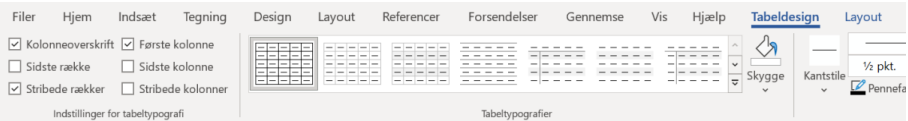 Filer Hjem Indsæt Tegning Design Layout Referencer Forsendelser Gennemse Vis Hjælp Tabeldesign Layout
Kolonneoverskrift Første kolonne
Sidste række Sidste kolonne
Stribede rækker Stribede kolonner
Indstillinger for tabeltypografi
Tabeltypografier
Skygge
Kantstile
½ pkt.
Pennefa